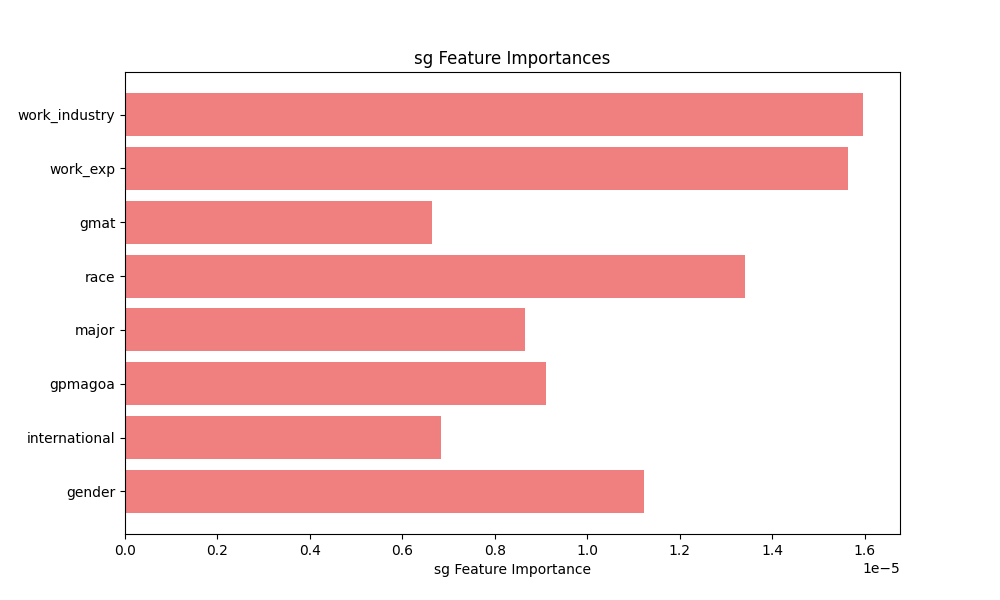 sg Feature Importances
work_industry
work_exp
gmat
race
major
gpmagoa
international
gender
0.0 0.2 0.4 0.6 0.8 1.0 1.2 1.4 1.6
1e−5
sg Feature Importance